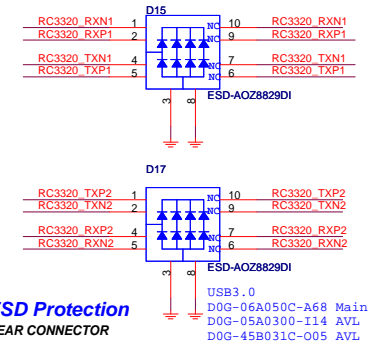 D15
RC3320_RXN1 1 10 RC3320_RXN1
RC3320_RXP1 2 NC 9 RC3320_RXP1
NC
RC3320_TXN1 4 7 RC3320_TXN1
RC3320_TXP1 5 NC 6 RC3320_TXP1
NC
3 8 ESD-AOZ8829DI
D17
RC3320_TXP2 1 NC 10 RC3320_TXP2
RC3320_TXN2 2 NC 9 RC3320_TXN2
RC3320_RXP2 4 NC 7 RC3320_RXP2
RC3320_RXN2 5 NC 6 RC3320_RXN2
3 8 ESD-AOZ8829DI
USB3.0
D0G-06A050C-A68 Main
D0G-05A0300-I14 AVL
D0G-45B031C-O05 AVL
SD Protection
EAR CONNECTOR